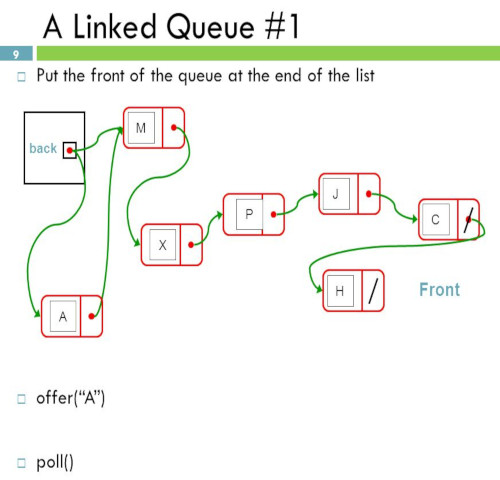 A Linked Queue #1
9
Put the front of the queue at the end of the list
M
back
J
P
C
X
H
Front
A
offer(“A”)
poll()